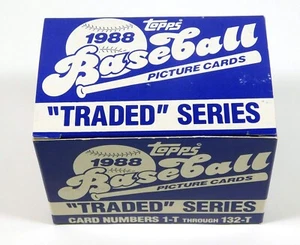 topps
1988
Baseball
PICTURE CARDS
"TRADED" SERIES
topps
1988
Baseball
PICTURE CARDS
"TRADED" SERIES
CARD NUMBERS 1-T THROUGH 132-T